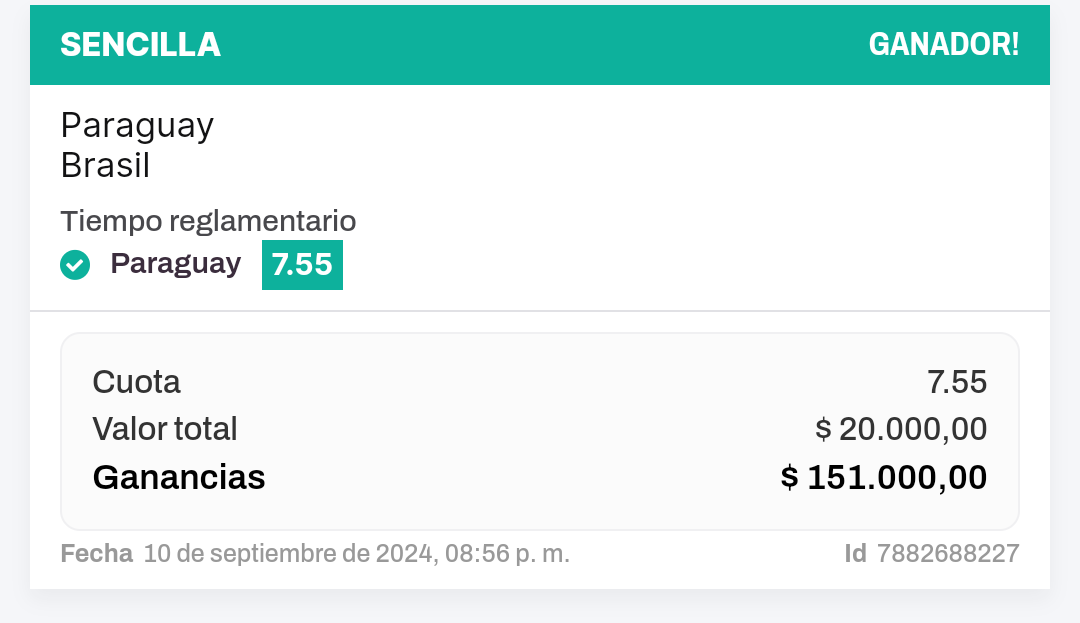 SENCILLA GANADOR!
Paraguay
Brasil
Tiempo reglamentario
Paraguay 7.55
Cuota 7.55
Valor total $ 20.000,00
Ganancias $ 151.000,00
Fecha 10 de septiembre de 2024, 08:56 p. m. Id 7882688227